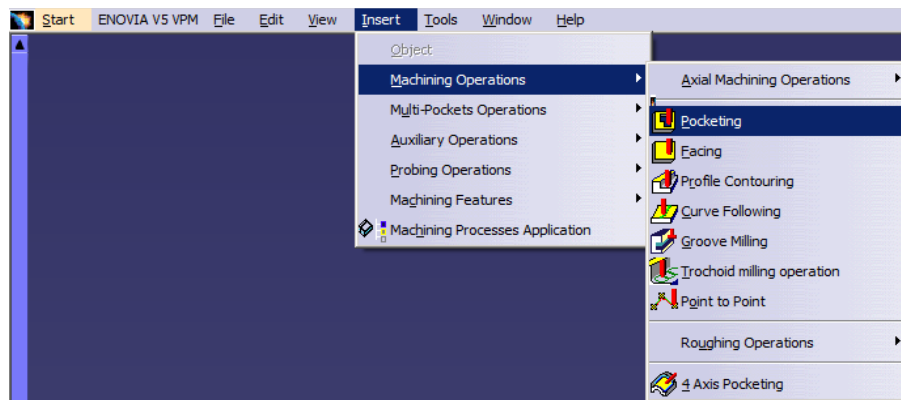 Start ENOVIA V5 VPM File Edit View Insert Tools Window Help
Object
Machining Operations
Multi-Pockets Operations
Auxiliary Operations
Probing Operations
Machining Features
Machining Processes Application
Axial Machining Operations
Pocketing
Facing
Profile Contouring
Curve Following
Groove Milling
Trochoid milling operation
Point to Point
Roughing Operations
4 Axis Pocketing